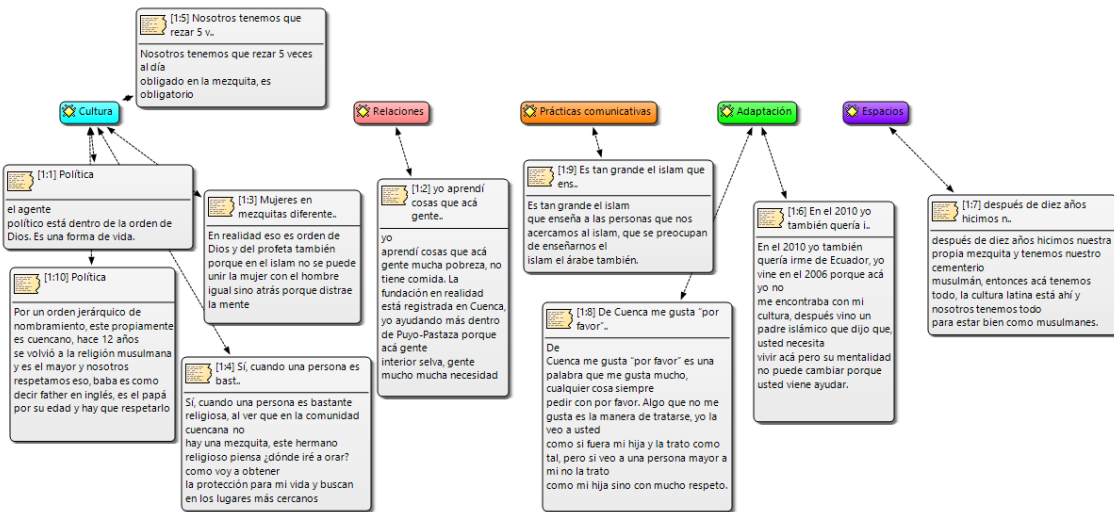 [1:5] Nosotros tenemos que
rezar 5 v..
Nosotros tenemos que rezar 5 veces
al día
obligado en la mezquita, es
obligatorio
Cultura
Relaciones
Prácticas comunicativas
Adaptación
Espacios
[1:1] Política
el agente
político está dentro de la orden de
Dios. Es una forma de vida.
[1:3] Mujeres en
mezquitas diferente..
En realidad eso es orden de
Dios y del profeta también
porque en el islam no se puede
unir la mujer con el hombre
igual sino atrás porque distrae
la mente
[1:10] Política
Por un orden jerárquico de
nombramiento, este propiamente
es cuencano, hace 12 años
se volvió a la religión musulmana
y es el mayor y nosotros
respetamos eso, baba es como
decir father en inglés, es el papá
por su edad y hay que respetarlo
[1:4] Sí, cuando una persona es
bast..
Sí, cuando una persona es bastante
religiosa, al ver que en la comunidad
cuencana no
hay una mezquita, este hermano
religioso piensa ¿dónde iré a orar?
como voy a obtener
la protección para mi vida y buscan
en los lugares más cercanos
[1:2] yo aprendí
cosas que acá
gente..
yo
aprendí cosas que acá
gente mucha pobreza, no
tiene comida. La
fundación en realidad
está registrada en Cuenca,
yo ayudando más dentro
de Puyo-Pastaza porque
acá gente
interior selva, gente
mucho mucha necesidad
[1:9] Es tan grande el islam que
ens..
Es tan grande el islam
que enseña a las personas que nos
acercamos al islam, que se preocupan
de enseñarnos el
islam el árabe también.
[1:8] De Cuenca me gusta “por
favor”..
De
Cuenca me gusta “por favor” es una
palabra que me gusta mucho,
cualquier cosa siempre
pedir con por favor. Algo que no me
gusta es la manera de tratarse, yo la
veo a usted
como si fuera mi hija y la trato como
tal, pero si veo a una persona mayor a
mi no la trato
como mi hija sino con mucho respeto.
[1:6] En el 2010 yo
también quería i..
En el 2010 yo también
quería irme de Ecuador, yo
vine en el 2006 porque acá
yo no
me encontraba con mi
cultura, después vino un
padre islámico que dijo que,
usted necesita
vivir acá pero su mentalidad
no puede cambiar porque
usted viene ayudar.
[1:7] después de diez años
hicimos n..
después de diez años hicimos nuestra
propia mezquita y tenemos nuestro
cementerio
musulmán, entonces acá tenemos
todo, la cultura latina está ahí y
nosotros tenemos todo
para estar bien como musulmanes.